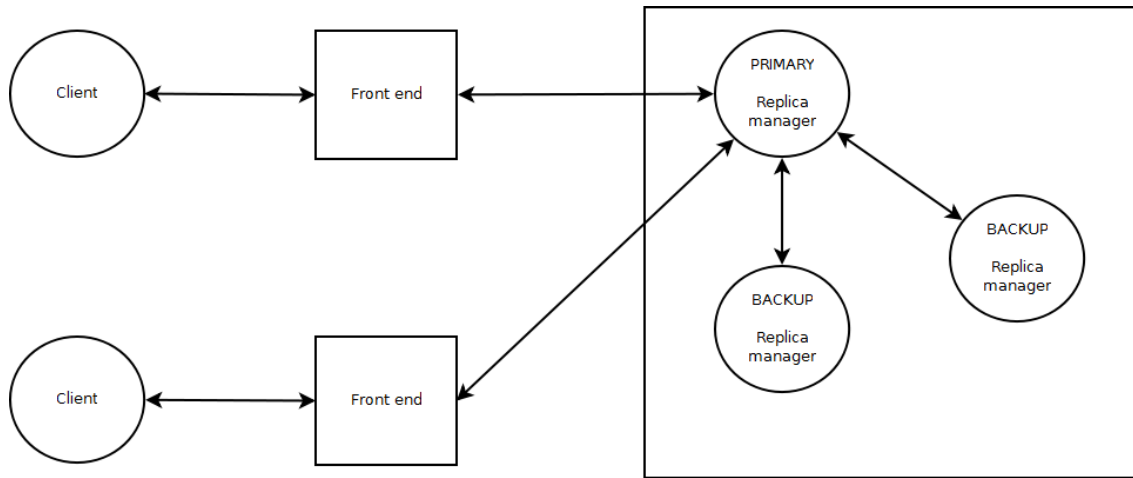 Client
Front end
PRIMARY
Replica
manager
BACKUP
Replica
manager
BACKUP
Replica
manager
Client
Front end